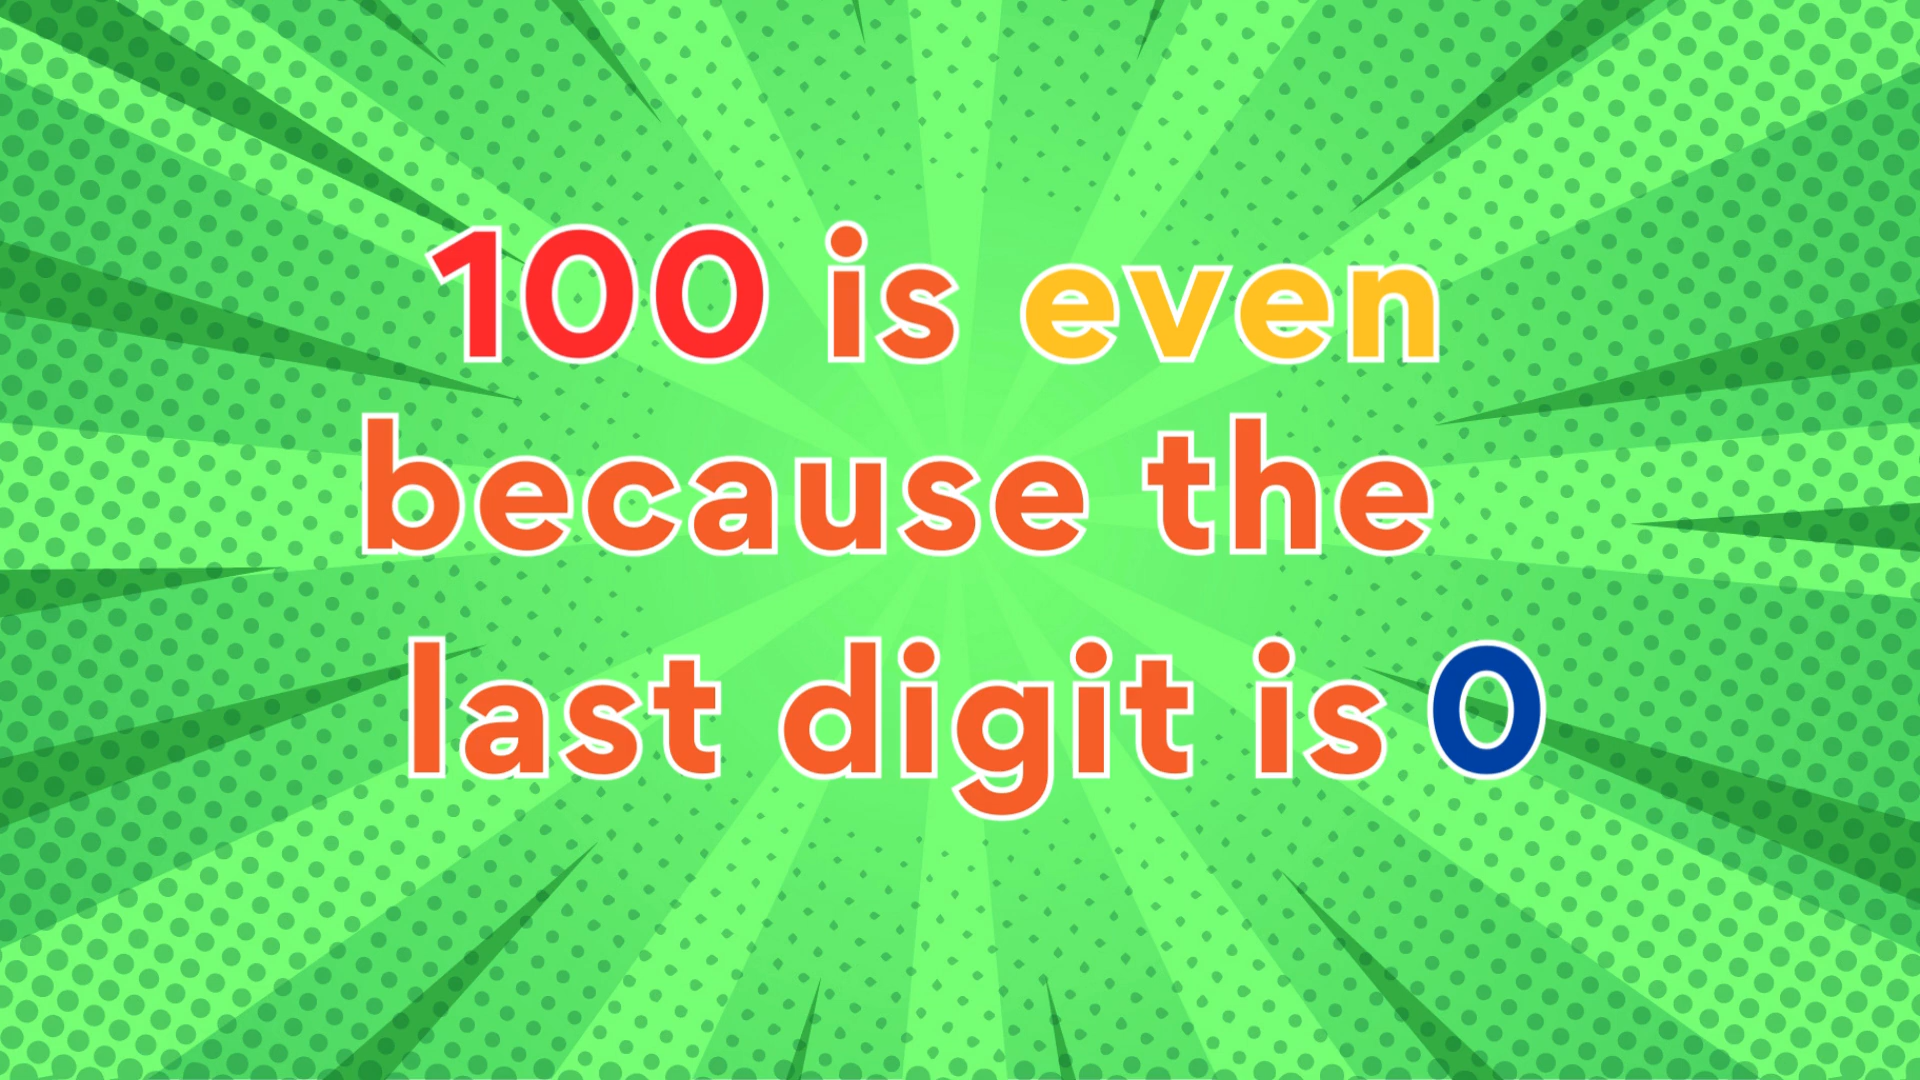 100 is even
because the
last digit is 0